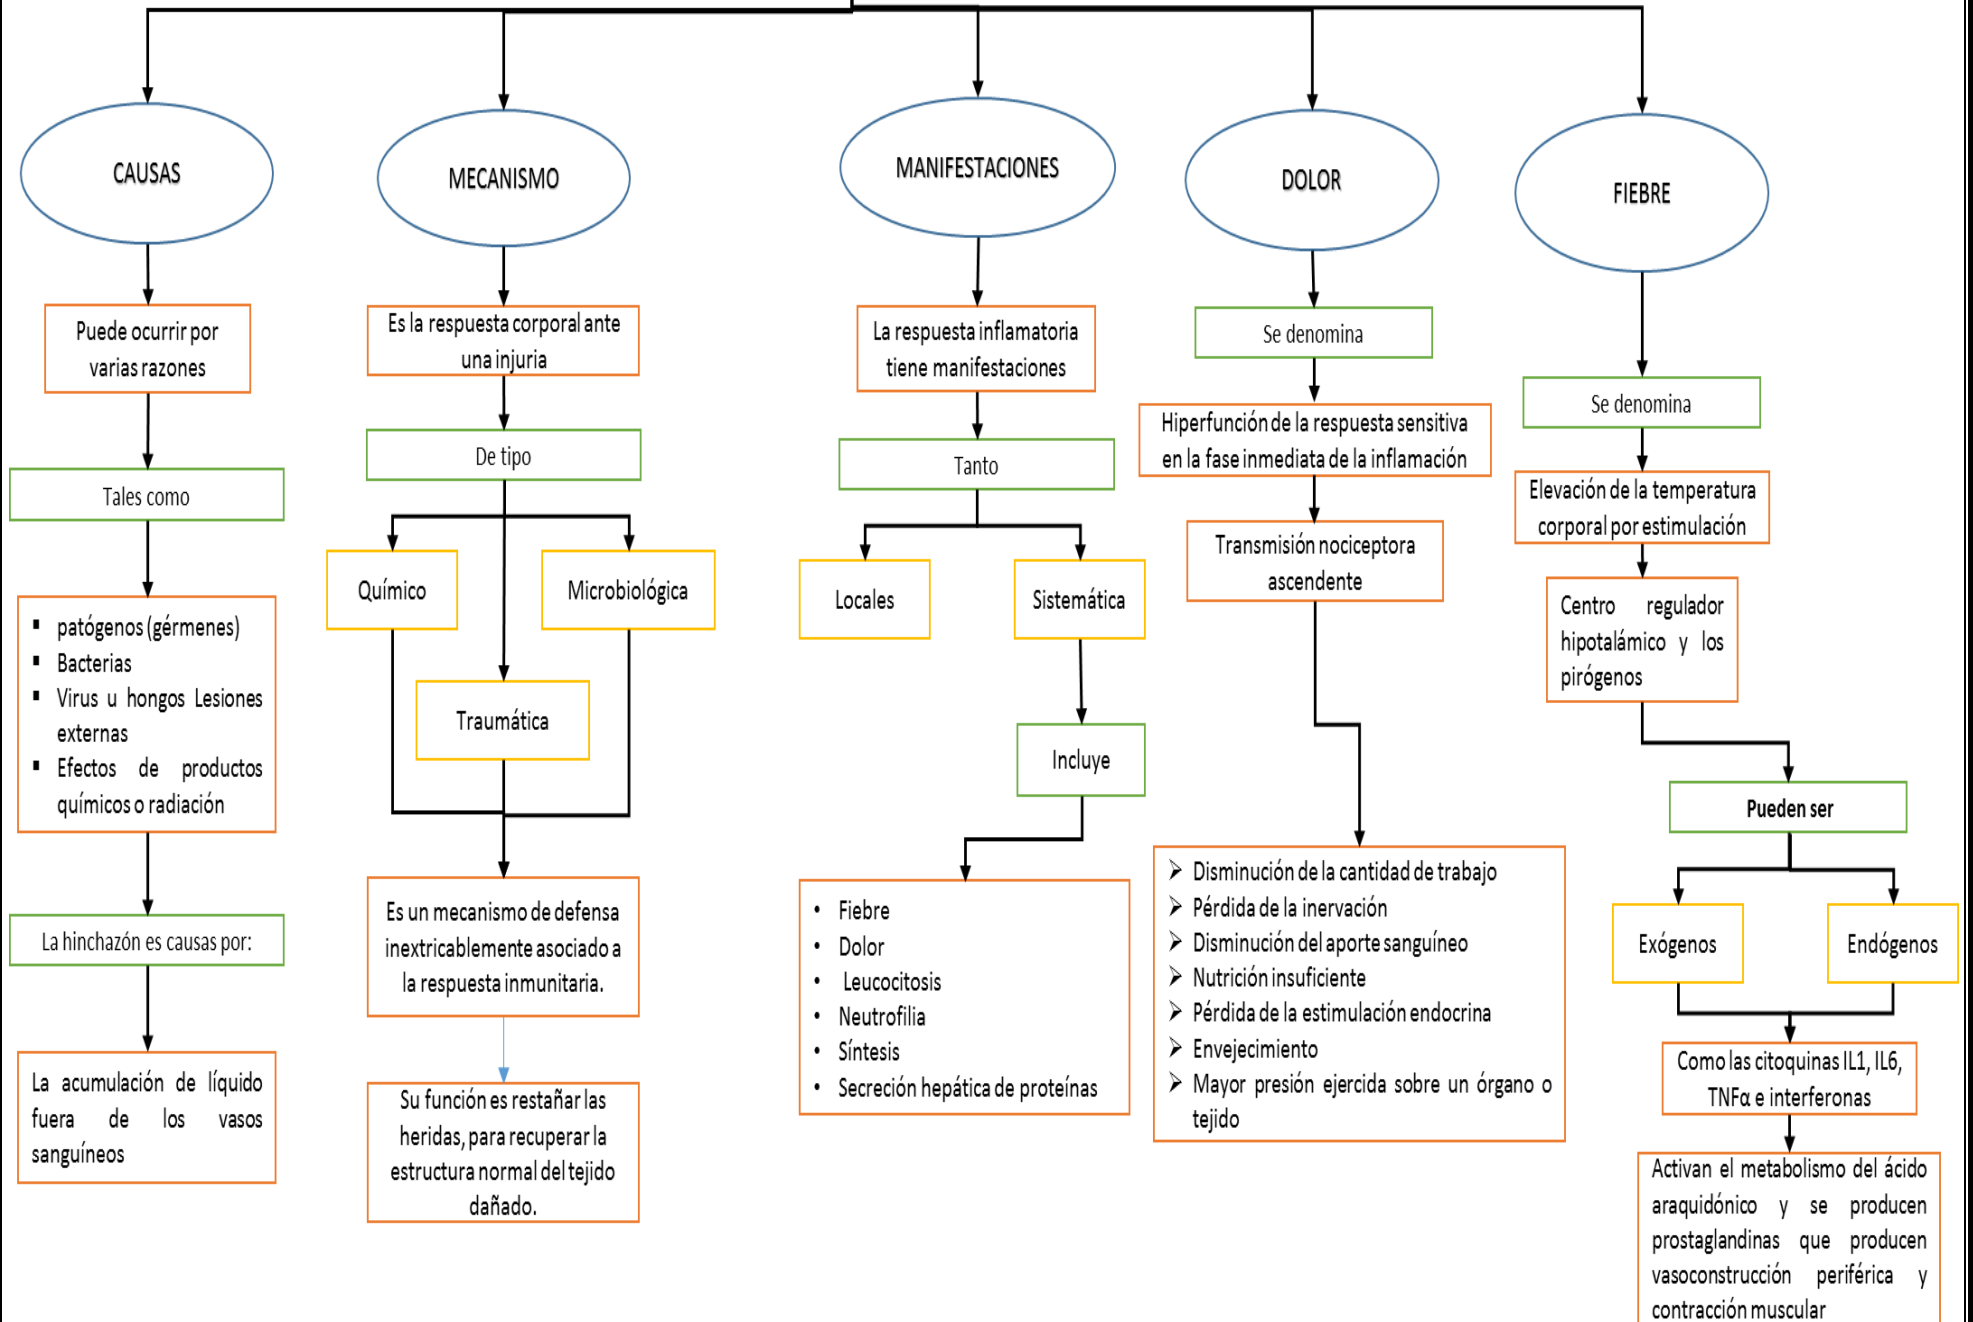 CAUSAS
Puede ocurrir por
varias razones
Tales como
▪ patógenos (gérmenes)
▪ Bacterias
▪ Virus u hongos Lesiones
externas
▪ Efectos de productos
químicos o radiación
La hinchazón es causas por:
La acumulación de líquido
fuera de los vasos
sanguíneos
MECANISMO
Es la respuesta corporal ante
una injuria
De tipo
Químico
Microbiológica
Traumática
Es un mecanismo de defensa
inextricablemente asociado a
la respuesta inmunitaria.
Su función es restañar las
heridas, para recuperar la
estructura normal del tejido
dañado.
MANIFESTACIONES
La respuesta inflamatoria
tiene manifestaciones
Tanto
Locales
Sistemática
Incluye
• Fiebre
• Dolor
• Leucocitosis
• Neutrofilia
• Síntesis
• Secreción hepática de proteínas
DOLOR
Se denomina
Hiperfunción de la respuesta sensitiva
en la fase inmediata de la inflamación
Transmisión nociceptora
ascendente
➢ Disminución de la cantidad de trabajo
➢ Pérdida de la inervación
➢ Disminución del aporte sanguíneo
➢ Nutrición insuficiente
➢ Pérdida de la estimulación endocrina
➢ Envejecimiento
➢ Mayor presión ejercida sobre un órgano o
tejido
FIEBRE
Se denomina
Elevación de la temperatura
corporal por estimulación
Centro regulador
hipotalámico y los
pirógenos
Pueden ser
Exógenos
Endógenos
Como las citoquinas IL1, IL6,
TNFα e interferonas
Activan el metabolismo del ácido
araquidónico y se producen
prostaglandinas que producen
vasoconstrucción periférica y
contracción muscular